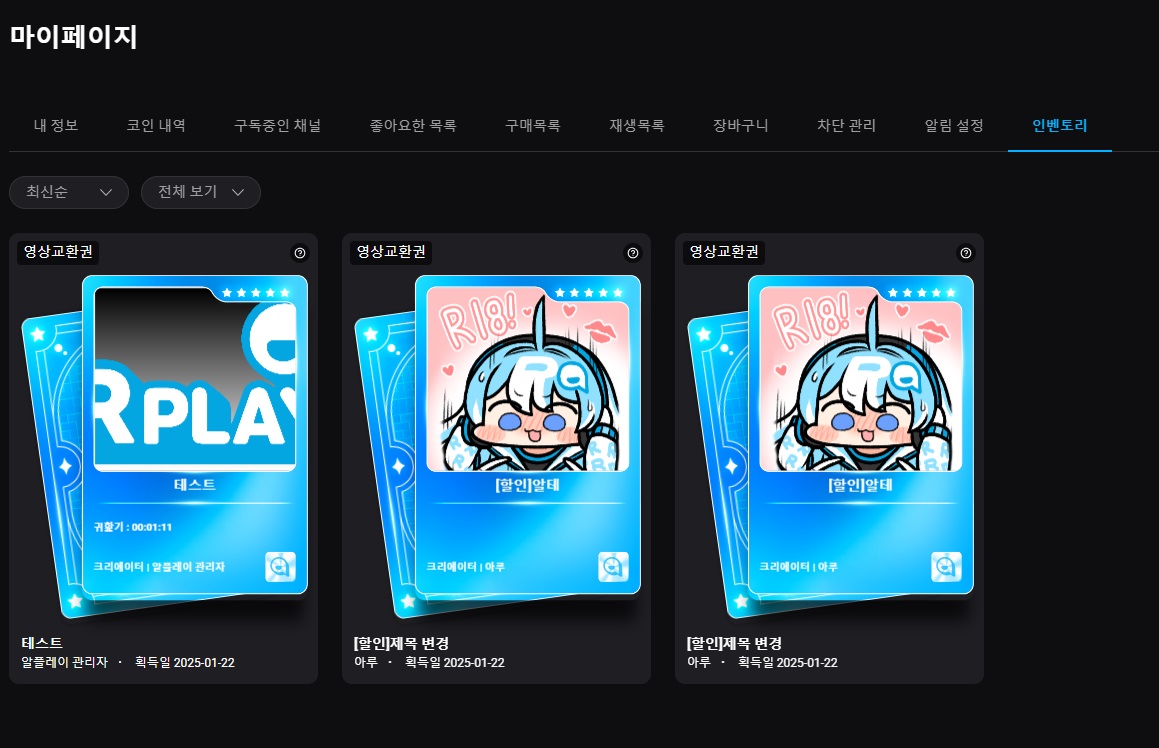 마이페이지
내 정보 코인 내역 구독중인 채널 좋아요한 목록 구매목록 재생목록 장바구니 차단 관리 알림 설정 인벤토리
최신순 전체 보기
영상교환권
RPLAY
테스트
귀활기 : 00:01:11
크리에이터 | 알플레이 관리자
테스트
알플레이 관리자 · 획득일 2025-01-22
영상교환권
R18!
[할인]알테
크리에이터 | 아루
[할인]제목 변경
아루 · 획득일 2025-01-22
영상교환권
R18!
[할인]알테
크리에이터 | 아루
[할인]제목 변경
아루 · 획득일 2025-01-22